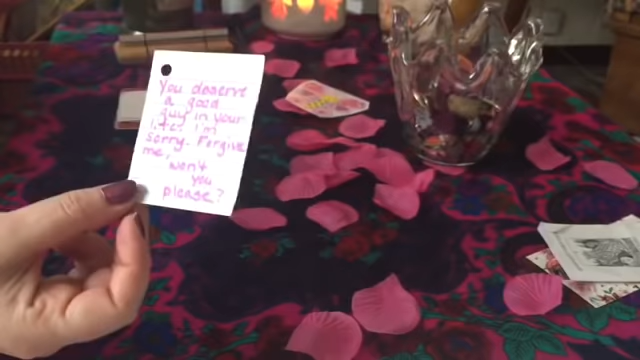 You deserve
a good
guy in your
life. I'm
sorry. Forgive
me,
won't
you
please?